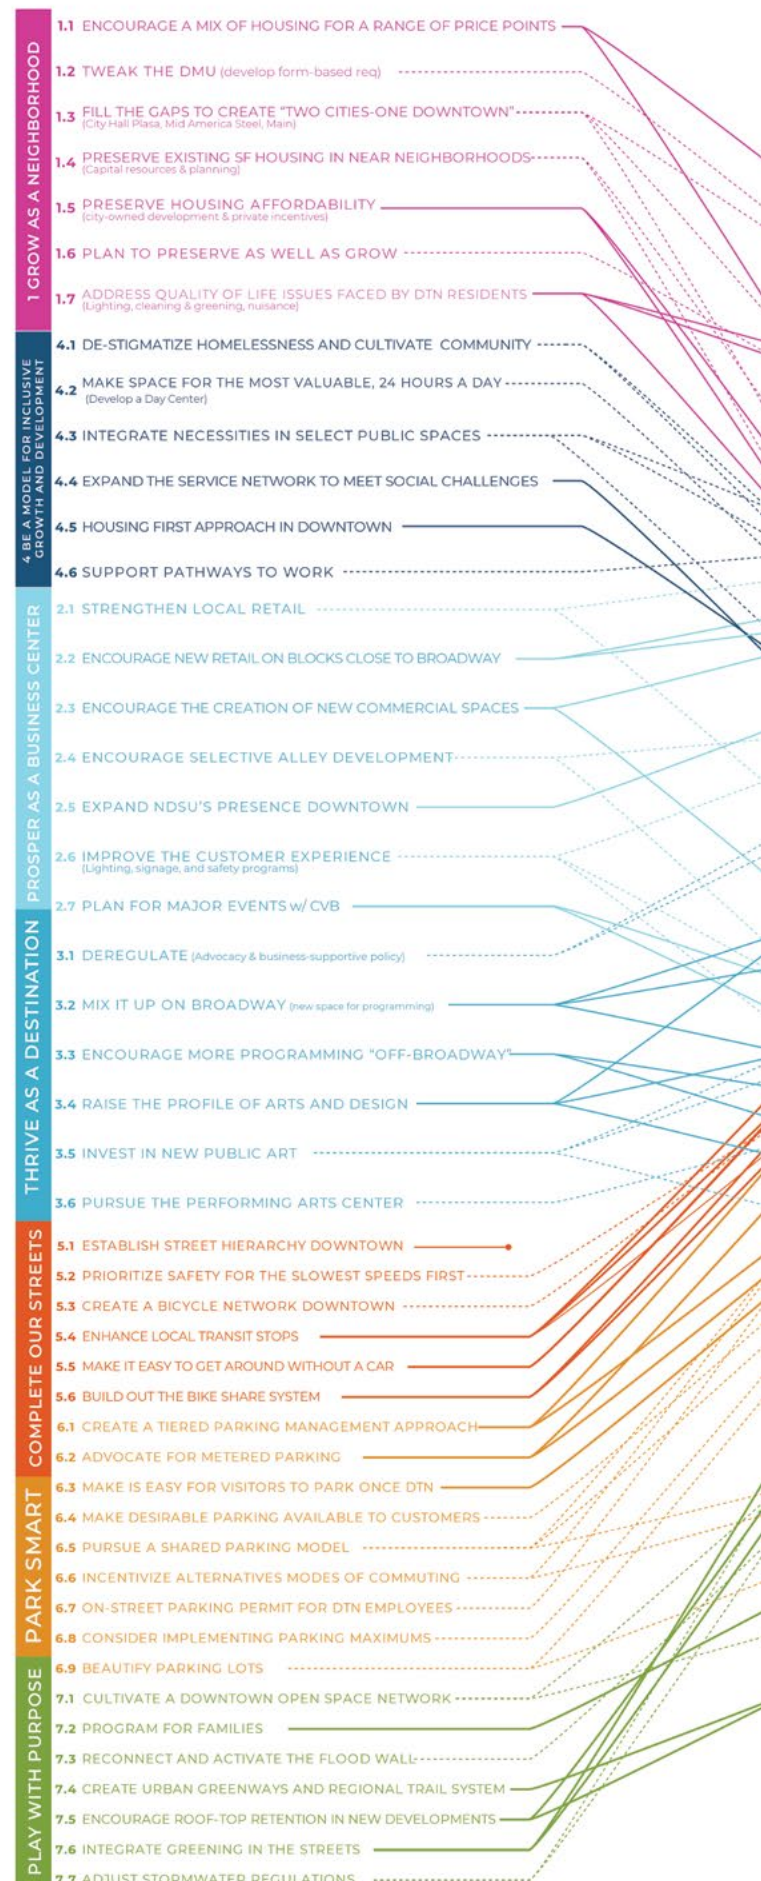 1 GROW AS A NEIGHBORHOOD
1.1 ENCOURAGE A MIX OF HOUSING FOR A RANGE OF PRICE POINTS
1.2 TWEAK THE DMU (develop form-based req)
1.3 FILL THE GAPS TO CREATE “TWO CITIES-ONE DOWNTOWN”
(City Hall Plasa, Mid America Steel, Main)
1.4 PRESERVE EXISTING SF HOUSING IN NEAR NEIGHBORHOODS
(Capital resources & planning)
1.5 PRESERVE HOUSING AFFORDABILITY
(city-owned development & private incentives)
1.6 PLAN TO PRESERVE AS WELL AS GROW
1.7 ADDRESS QUALITY OF LIFE ISSUES FACED BY DTN RESIDENTS
(Lighting, cleaning & greening, nuisance)
4 BE A MODEL FOR INCLUSIVE
GROWTH AND DEVELOPMENT
4.1 DE-STIGMATIZE HOMELESSNESS AND CULTIVATE COMMUNITY
4.2 MAKE SPACE FOR THE MOST VALUABLE, 24 HOURS A DAY
(Develop a Day Center)
4.3 INTEGRATE NECESSITIES IN SELECT PUBLIC SPACES
4.4 EXPAND THE SERVICE NETWORK TO MEET SOCIAL CHALLENGES
4.5 HOUSING FIRST APPROACH IN DOWNTOWN
4.6 SUPPORT PATHWAYS TO WORK
PROSPER AS A BUSINESS CENTER
2.1 STRENGTHEN LOCAL RETAIL
2.2 ENCOURAGE NEW RETAIL ON BLOCKS CLOSE TO BROADWAY
2.3 ENCOURAGE THE CREATION OF NEW COMMERCIAL SPACES
2.4 ENCOURAGE SELECTIVE ALLEY DEVELOPMENT
2.5 EXPAND NDSU’S PRESENCE DOWNTOWN
2.6 IMPROVE THE CUSTOMER EXPERIENCE
(Lighting, signage, and safety programs)
2.7 PLAN FOR MAJOR EVENTS w/ CVB
THRIVE AS A DESTINATION
3.1 DEREGULATE (Advocacy & business-supportive policy)
3.2 MIX IT UP ON BROADWAY (new space for programming)
3.3 ENCOURAGE MORE PROGRAMMING “OFF-BROADWAY”
3.4 RAISE THE PROFILE OF ARTS AND DESIGN
3.5 INVEST IN NEW PUBLIC ART
3.6 PURSUE THE PERFORMING ARTS CENTER
COMPLETE OUR STREETS
5.1 ESTABLISH STREET HIERARCHY DOWNTOWN
5.2 PRIORITIZE SAFETY FOR THE SLOWEST SPEEDS FIRST
5.3 CREATE A BICYCLE NETWORK DOWNTOWN
5.4 ENHANCE LOCAL TRANSIT STOPS
5.5 MAKE IT EASY TO GET AROUND WITHOUT A CAR
5.6 BUILD OUT THE BIKE SHARE SYSTEM
6.1 CREATE A TIERED PARKING MANAGEMENT APPROACH
6.2 ADVOCATE FOR METERED PARKING
PARK SMART
6.3 MAKE IS EASY FOR VISITORS TO PARK ONCE DTN
6.4 MAKE DESIRABLE PARKING AVAILABLE TO CUSTOMERS
6.5 PURSUE A SHARED PARKING MODEL
6.6 INCENTIVIZE ALTERNATIVES MODES OF COMMUTING
6.7 ON-STREET PARKING PERMIT FOR DTN EMPLOYEES
6.8 CONSIDER IMPLEMENTING PARKING MAXIMUMS
6.9 BEAUTIFY PARKING LOTS
PLAY WITH PURPOSE
7.1 CULTIVATE A DOWNTOWN OPEN SPACE NETWORK
7.2 PROGRAM FOR FAMILIES
7.3 RECONNECT AND ACTIVATE THE FLOOD WALL
7.4 CREATE URBAN GREENWAYS AND REGIONAL TRAIL SYSTEM
7.5 ENCOURAGE ROOF-TOP RETENTION IN NEW DEVELOPMENTS
7.6 INTEGRATE GREENING IN THE STREETS
7.7 ADJUST STORMWATER REGULATIONS